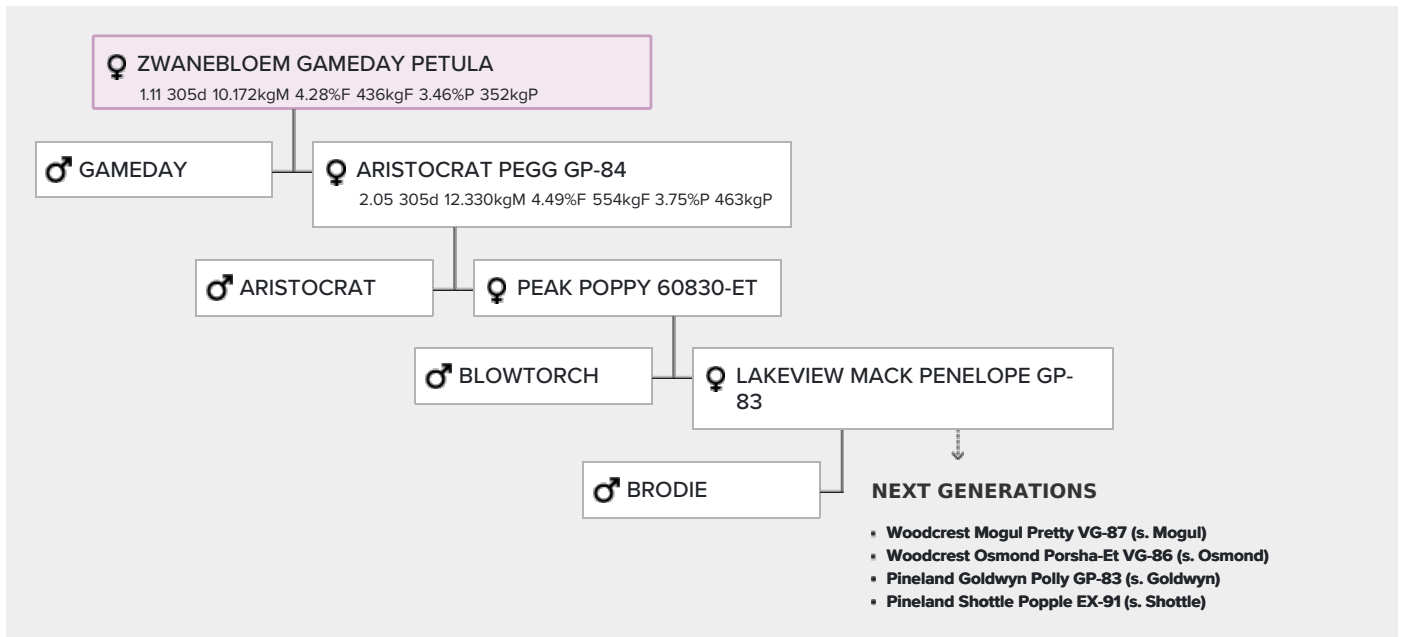 ZWANEBLOEM GAMEDAY PETULA
1.11 305d 10.172kgM 4.28%F 436kgF 3.46%P 352kgP
GAMEDAY
ARISTOCRAT PEGG GP-84
2.05 305d 12.330kgM 4.49%F 554kgF 3.75%P 463kgP
ARISTOCRAT
PEAK POPPY 60830-ET
BLOWTORCH
LAKEVIEW MACK PENELOPE GP-
83
BRODIE
NEXT GENERATIONS
Woodcrest Mogul Pretty VG-87 (s. Mogul)
Woodcrest Osmond Porsha-Et VG-86 (s. Osmond)
Pineland Goldwyn Polly GP-83 (s. Goldwyn)
Pineland Shottle Popple EX-91 (s. Shottle)